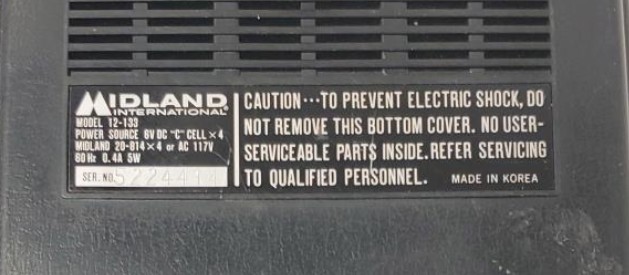 MIDLAND
INTERNATIONAL
MODEL 12-133
POWER SOURCE 6V DC "C" CELL×4
MIDLAND 20-814×4 or AC 117V
60Hz 0.4A 5W
SER. NO.
CAUTION···TO PREVENT ELECTRIC SHOCK, DO
NOT REMOVE THIS BOTTOM COVER. NO USER-
SERVICEABLE PARTS INSIDE. REFER SERVICING
TO QUALIFIED PERSONNEL. MADE IN KOREA